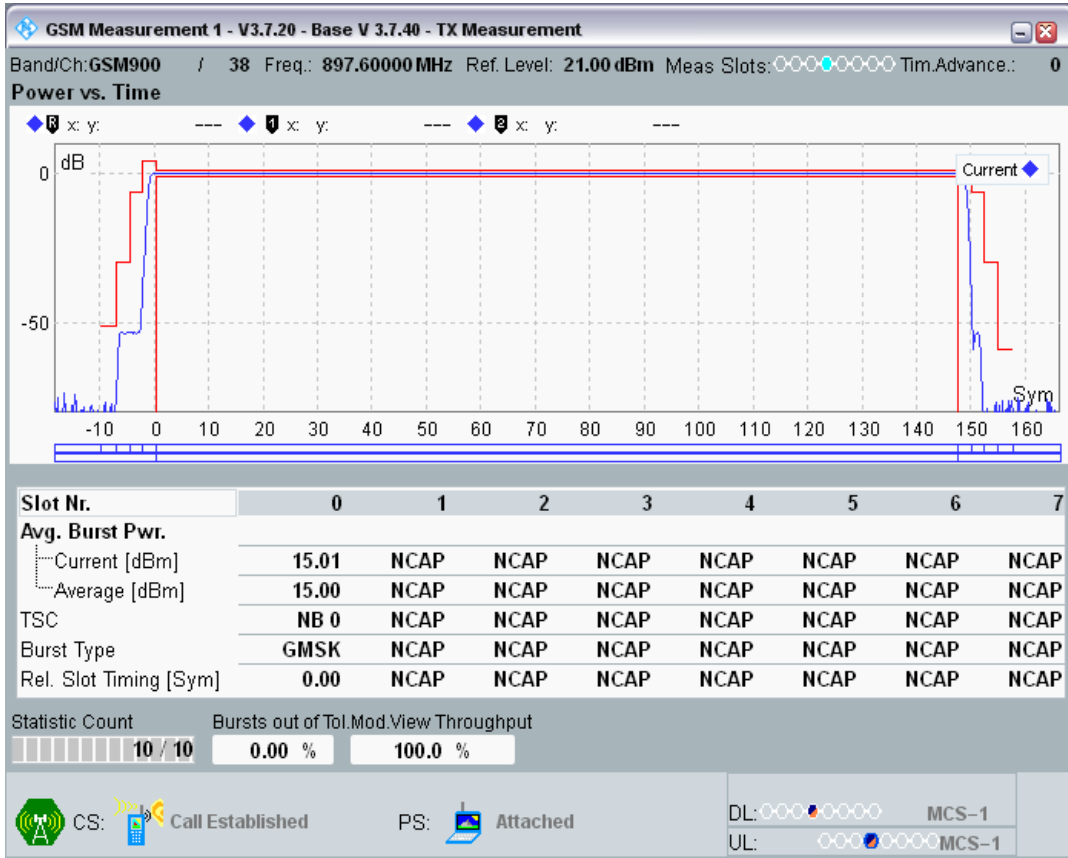 GSM Measurement 1 - V3.7.20 - Base V 3.7.40 - TX Measurement
Band/Ch:GSM900 / 38 Freq.: 897.60000 MHz Ref. Level: 21.00 dBm Meas Slots: Tim.Advance.: 0
Power vs. Time
R x: y: --- 1 x: y: --- 2 x: y: ---
dB
0
Current
-50
Sym
-10 0 10 20 30 40 50 60 70 80 90 100 110 120 130 140 150 160
Slot Nr. 0 1 2 3 4 5 6 7
Avg. Burst Pwr.
Current [dBm] 15.01 NCAP NCAP NCAP NCAP NCAP NCAP NCAP
Average [dBm] 15.00 NCAP NCAP NCAP NCAP NCAP NCAP NCAP
TSC NB 0 NCAP NCAP NCAP NCAP NCAP NCAP NCAP
Burst Type GMSK NCAP NCAP NCAP NCAP NCAP NCAP NCAP
Rel. Slot Timing [Sym] 0.00 NCAP NCAP NCAP NCAP NCAP NCAP NCAP
Statistic Count Bursts out of Tol.Mod.View Throughput
10 / 10 0.00 % 100.0 %
CS: Call Established PS: Attached
DL: MCS-1
UL: MCS-1